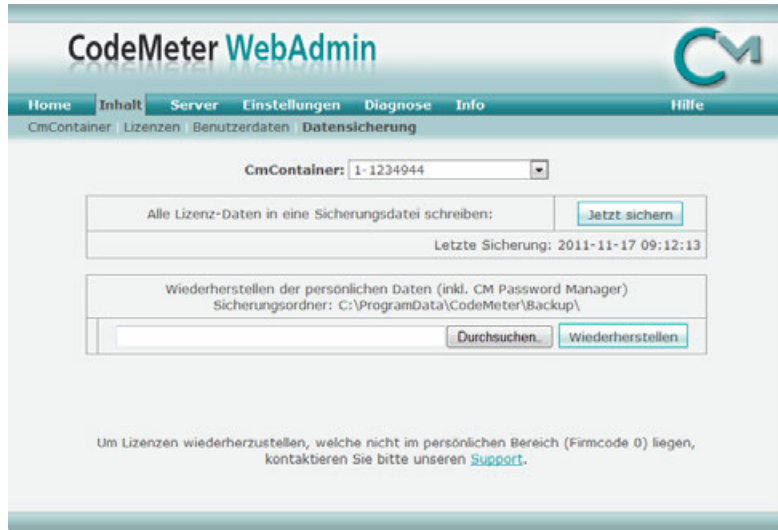 CodeMeter WebAdmin
CM
Home Inhalt Server Einstellungen Diagnose Info Hilfe
CmContainer Lizenzen Benutzerdaten Datensicherung
CmContainer: 1-1234944
Alle Lizenz-Daten in eine Sicherungsdatei schreiben: Jetzt sichern
Letzte Sicherung: 2011-11-17 09:12:13
Wiederherstellen der persönlichen Daten (inkl. CM Password Manager)
Sicherungsordner: C:\ProgramData\CodeMeter\Backup\
Durchsuchen.. Wiederherstellen
Um Lizenzen wiederherzustellen, welche nicht im persönlichen Bereich (Firmcode 0) liegen,
kontaktieren Sie bitte unseren Support.